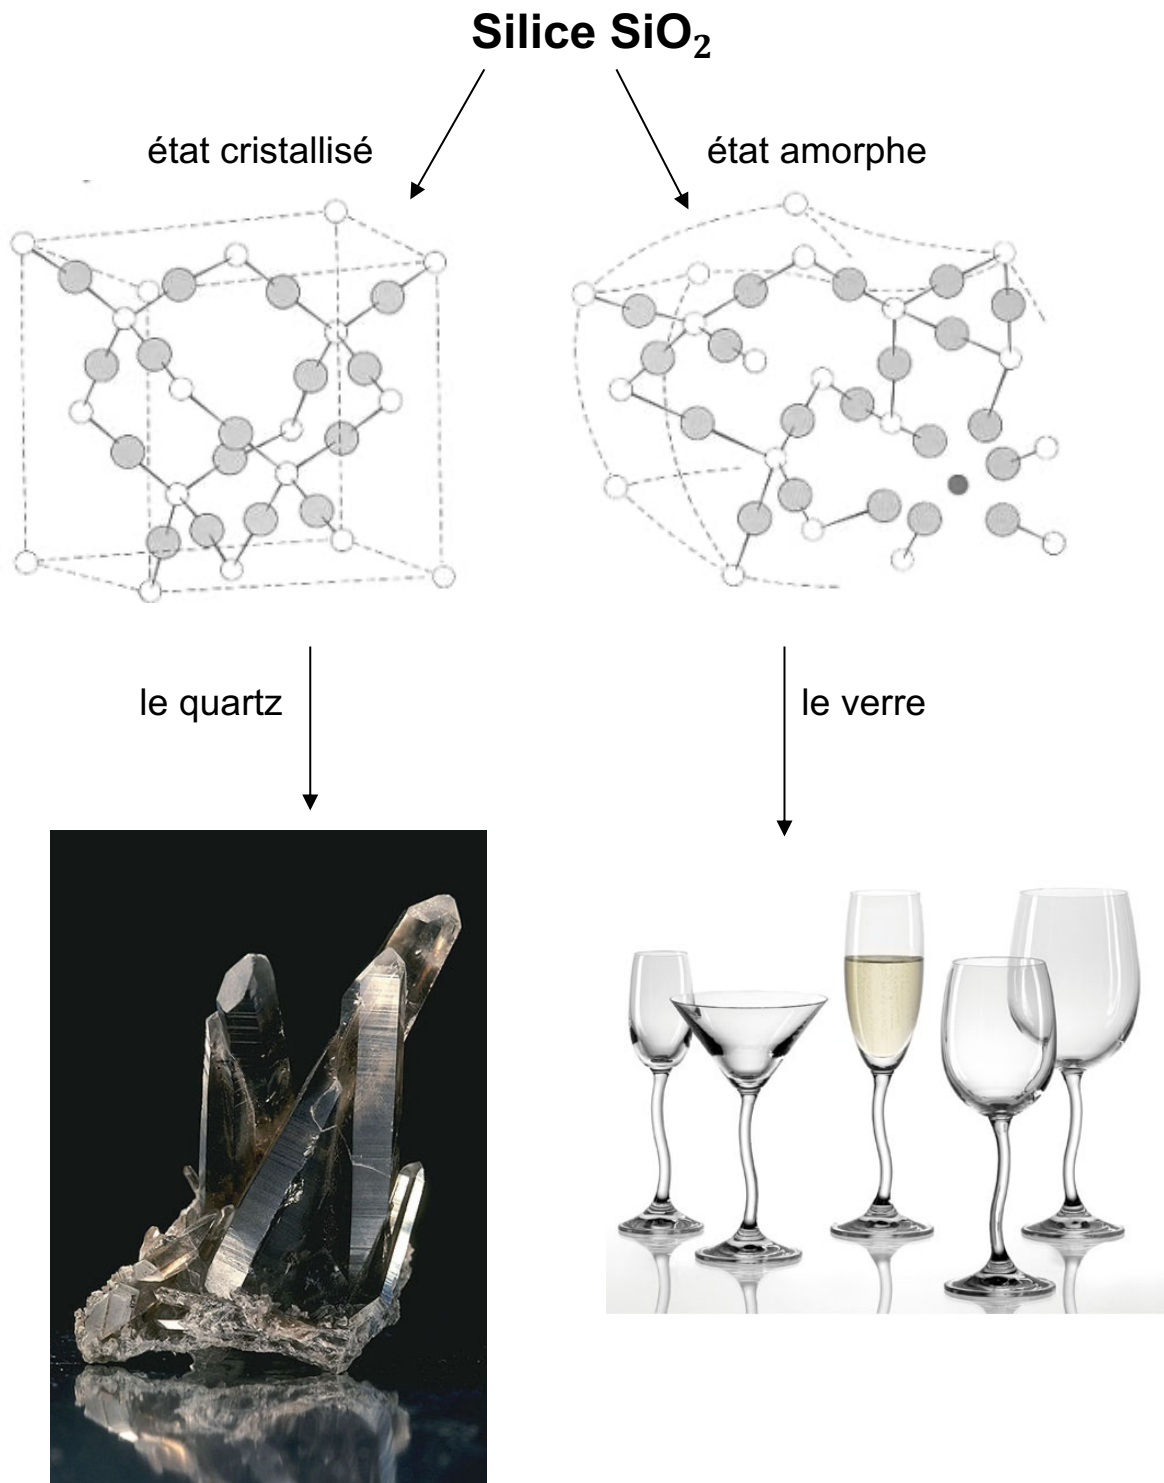 Silice SiO₂
état cristallisé
état amorphe
le quartz
le verre